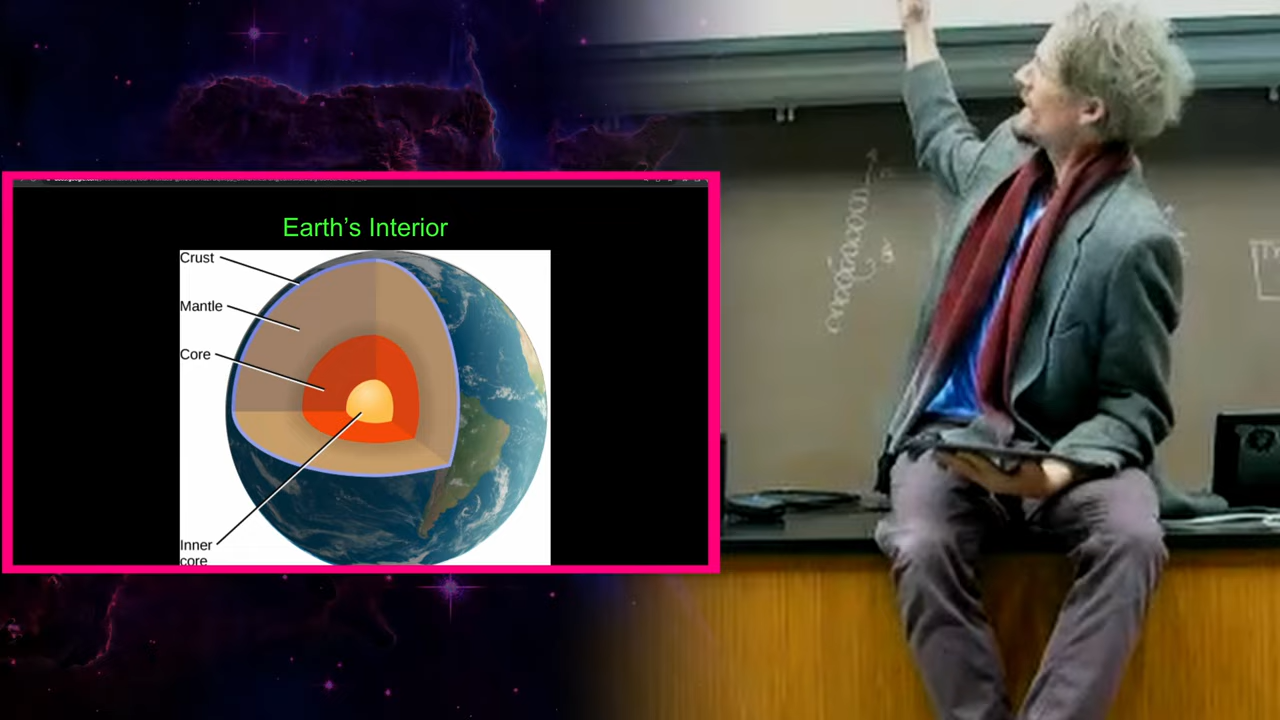 Earth's Interior
Crust
Mantle
Core
Inner
core